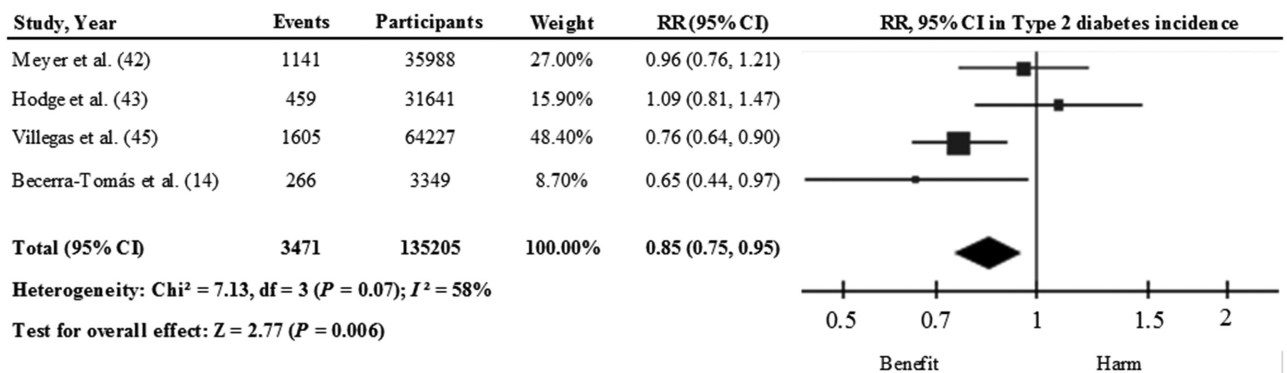 Study, Year Events Participants Weight RR (95% CI) RR, 95% CI in Type 2 diabetes incidence
Meyer et al. (42) 1141 35988 27.00% 0.96 (0.76, 1.21)
Hodge et al. (43) 459 31641 15.90% 1.09 (0.81, 1.47)
Villegas et al. (45) 1605 64227 48.40% 0.76 (0.64, 0.90)
Becerra-Tomás et al. (14) 266 3349 8.70% 0.65 (0.44, 0.97)
Total (95% CI) 3471 135205 100.00% 0.85 (0.75, 0.95)
Heterogeneity: Chi² = 7.13, df = 3 (P = 0.07); I² = 58%
Test for overall effect: Z = 2.77 (P = 0.006)
0.5 0.7 1 1.5 2
Benefit Harm